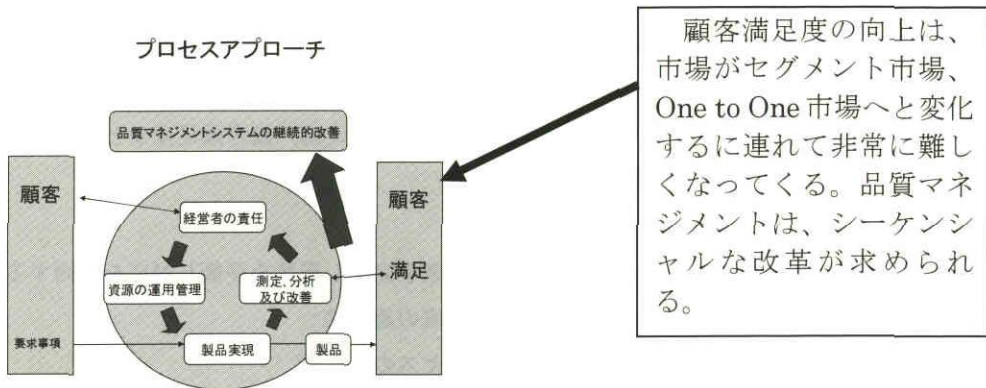 プロセスアプローチ
品質マネジメントシステムの継続的改善
顧客
経営者の責任
資源の運用管理
測定、分析
及び改善
要求事項
製品実現
製品
顧客
満足
顧客満足度の向上は、
市場がセグメント市場、
One to One 市場へと変化
するに連れて非常に難し
くなってくる。品質マネ
ジメントは、シーケンシ
ャルな改革が求められ
る。